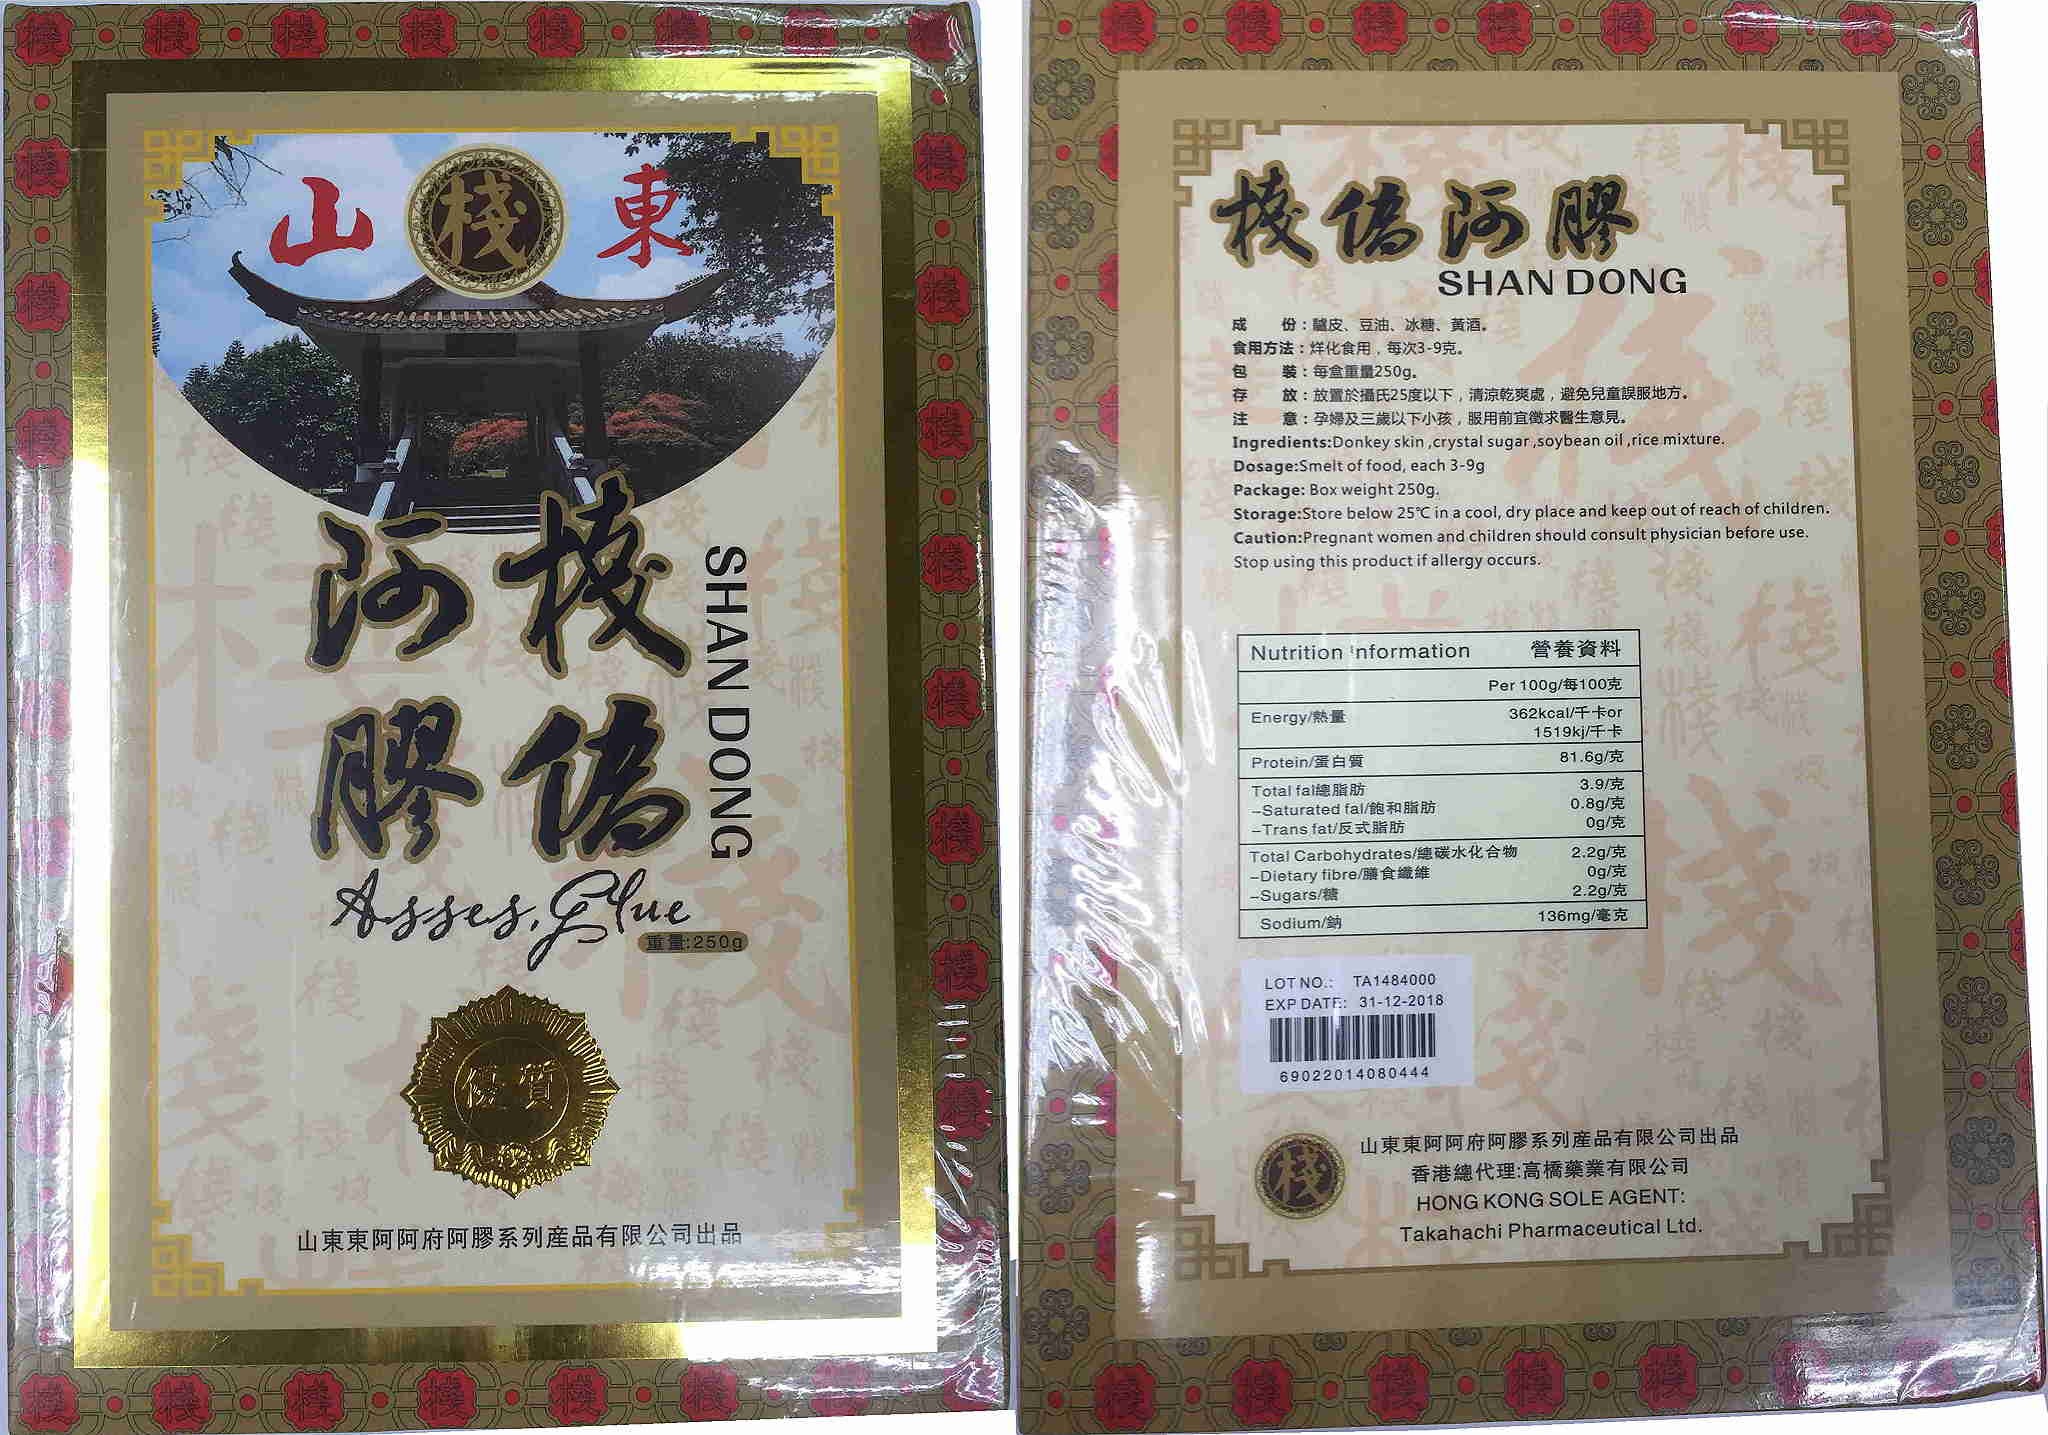 山 栈 東
栈偽
阿膠
SHAN DONG
Asses, Glue
重量:250g
優質
山東東阿阿府阿膠系列産品有限公司出品
栈偽阿膠
SHAN DONG
成 份：驢皮、豆油、冰糖、黃酒。
食用方法：烊化食用，每次3-9克。
包 裝：每盒重量250g。
存 放：放置於攝氏25度以下，清涼乾爽處，避免兒童誤服地方。
注 意：孕婦及三歲以下小孩，服用前宜徵求醫生意見。
Ingredients:Donkey skin ,crystal sugar ,soybean oil ,rice mixture.
Dosage:Smelt of food, each 3-9g
Package: Box weight 250g.
Storage:Store below 25℃ in a cool, dry place and keep out of reach of children.
Caution:Pregnant women and children should consult physician before use.
Stop using this product if allergy occurs.
Nutrition Information 營養資料
Per 100g/每100克
Energy/熱量 362kcal/千卡or
1519kj/千卡
Protein/蛋白質 81.6g/克
Total fal總脂肪 3.9/克
–Saturated fal/飽和脂肪 0.8g/克
–Trans fat/反式脂肪 0g/克
Total Carbohydrates/總碳水化合物 2.2g/克
–Dietary fibre/膳食纖維 0g/克
–Sugars/糖 2.2g/克
Sodium/鈉 136mg/毫克
LOT NO.: TA1484000
EXP DATE: 31-12-2018
69022014080444
栈
山東東阿阿府阿膠系列産品有限公司出品
香港總代理:高橋藥業有限公司
HONG KONG SOLE AGENT:
Takahachi Pharmaceutical Ltd.